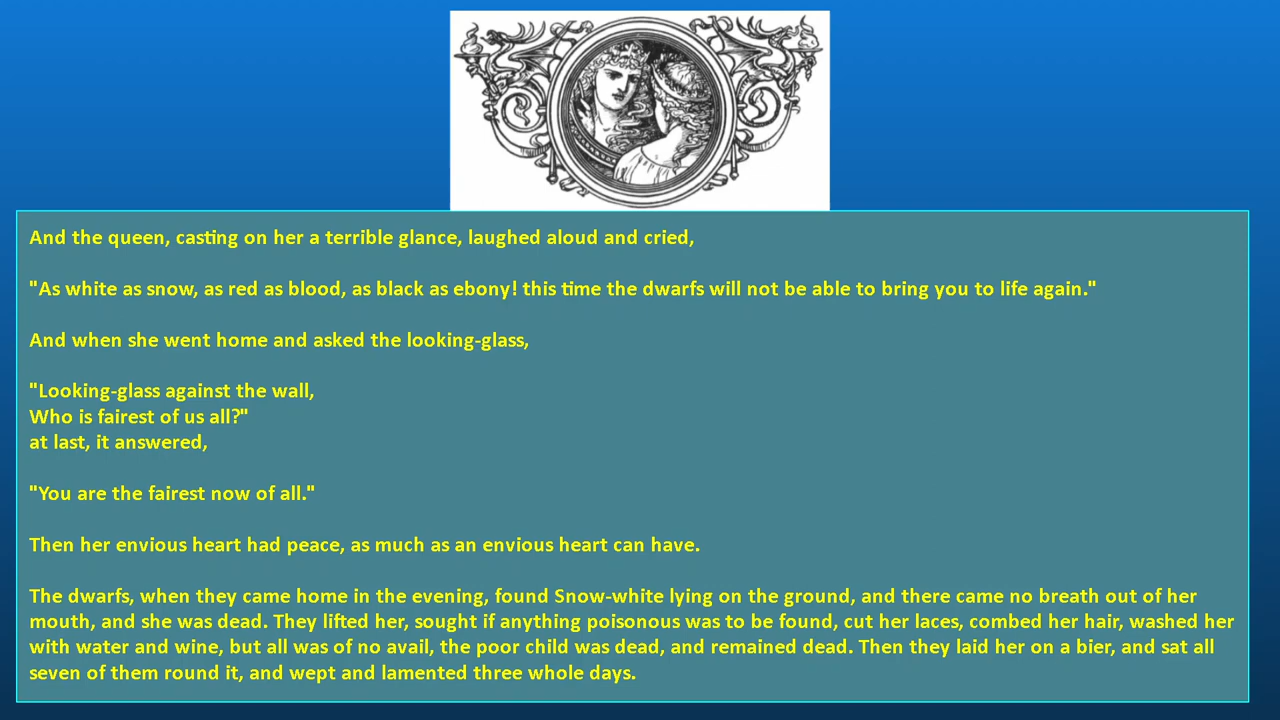 And the queen, casting on her a terrible glance, laughed aloud and cried,
"As white as snow, as red as blood, as black as ebony! this time the dwarfs will not be able to bring you to life again."
And when she went home and asked the looking-glass,
"Looking-glass against the wall,
Who is fairest of us all?"
at last, it answered,
"You are the fairest now of all."
Then her envious heart had peace, as much as an envious heart can have.
The dwarfs, when they came home in the evening, found Snow-white lying on the ground, and there came no breath out of her
mouth, and she was dead. They lifted her, sought if anything poisonous was to be found, cut her laces, combed her hair, washed her
with water and wine, but all was of no avail, the poor child was dead, and remained dead. Then they laid her on a bier, and sat all
seven of them round it, and wept and lamented three whole days.